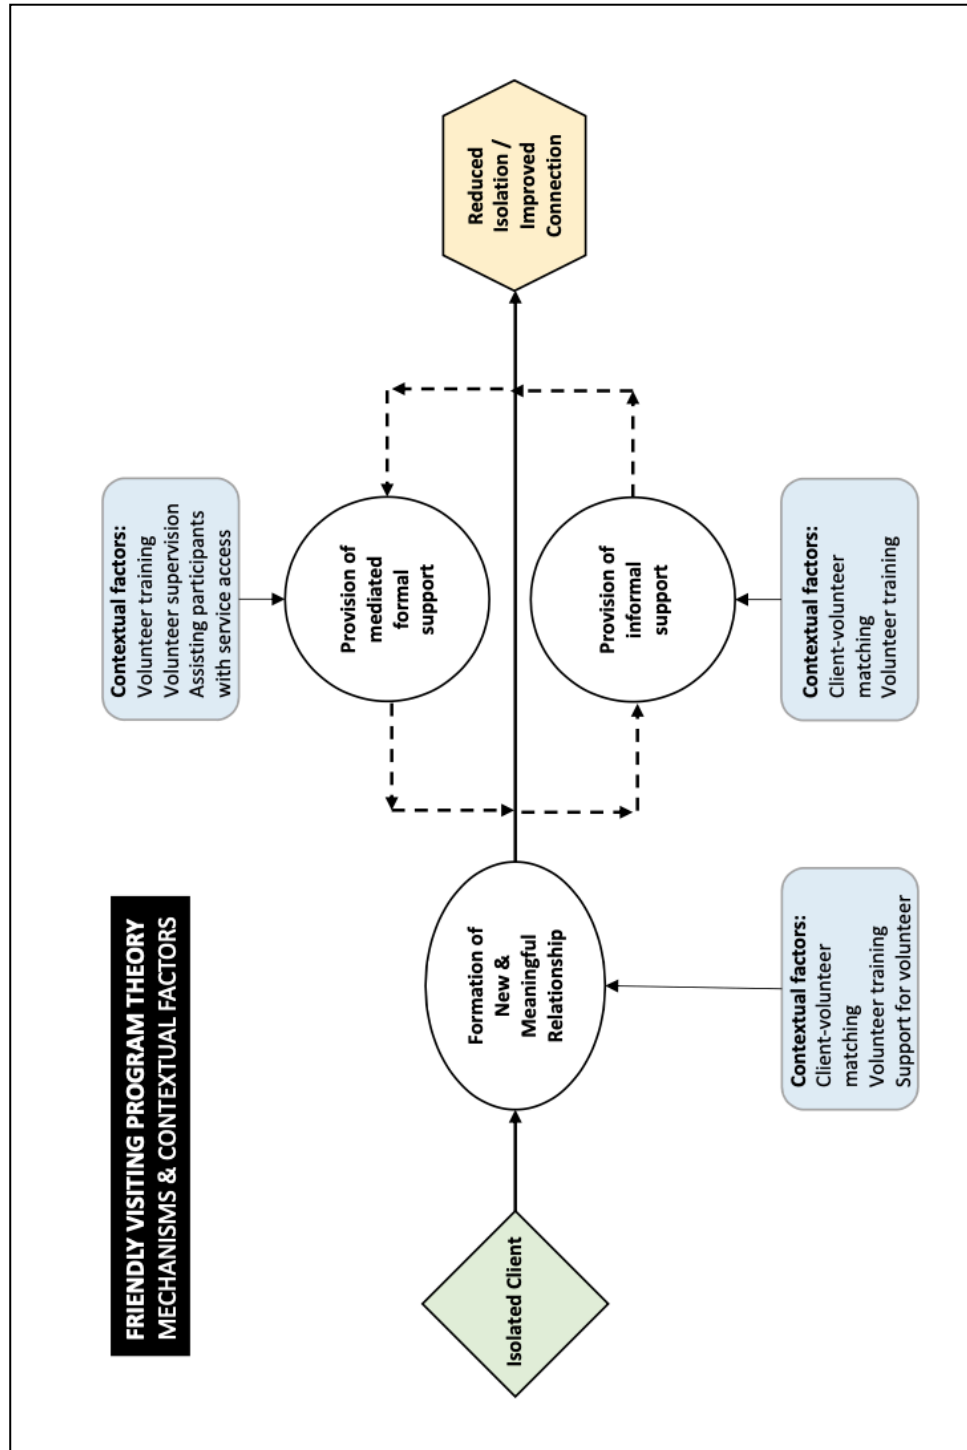 FRIENDLY VISITING PROGRAM THEORY
MECHANISMS & CONTEXTUAL FACTORS
Isolated Client
Formation of
New &
Meaningful
Relationship
Contextual factors:
Client-volunteer
matching
Volunteer training
Support for volunteer
Contextual factors:
Volunteer training
Volunteer supervision
Assisting participants
with service access
Provision of
mediated
formal
support
Provision of
informal
support
Contextual factors:
Client-volunteer
matching
Volunteer training
Reduced
Isolation /
Improved
Connection